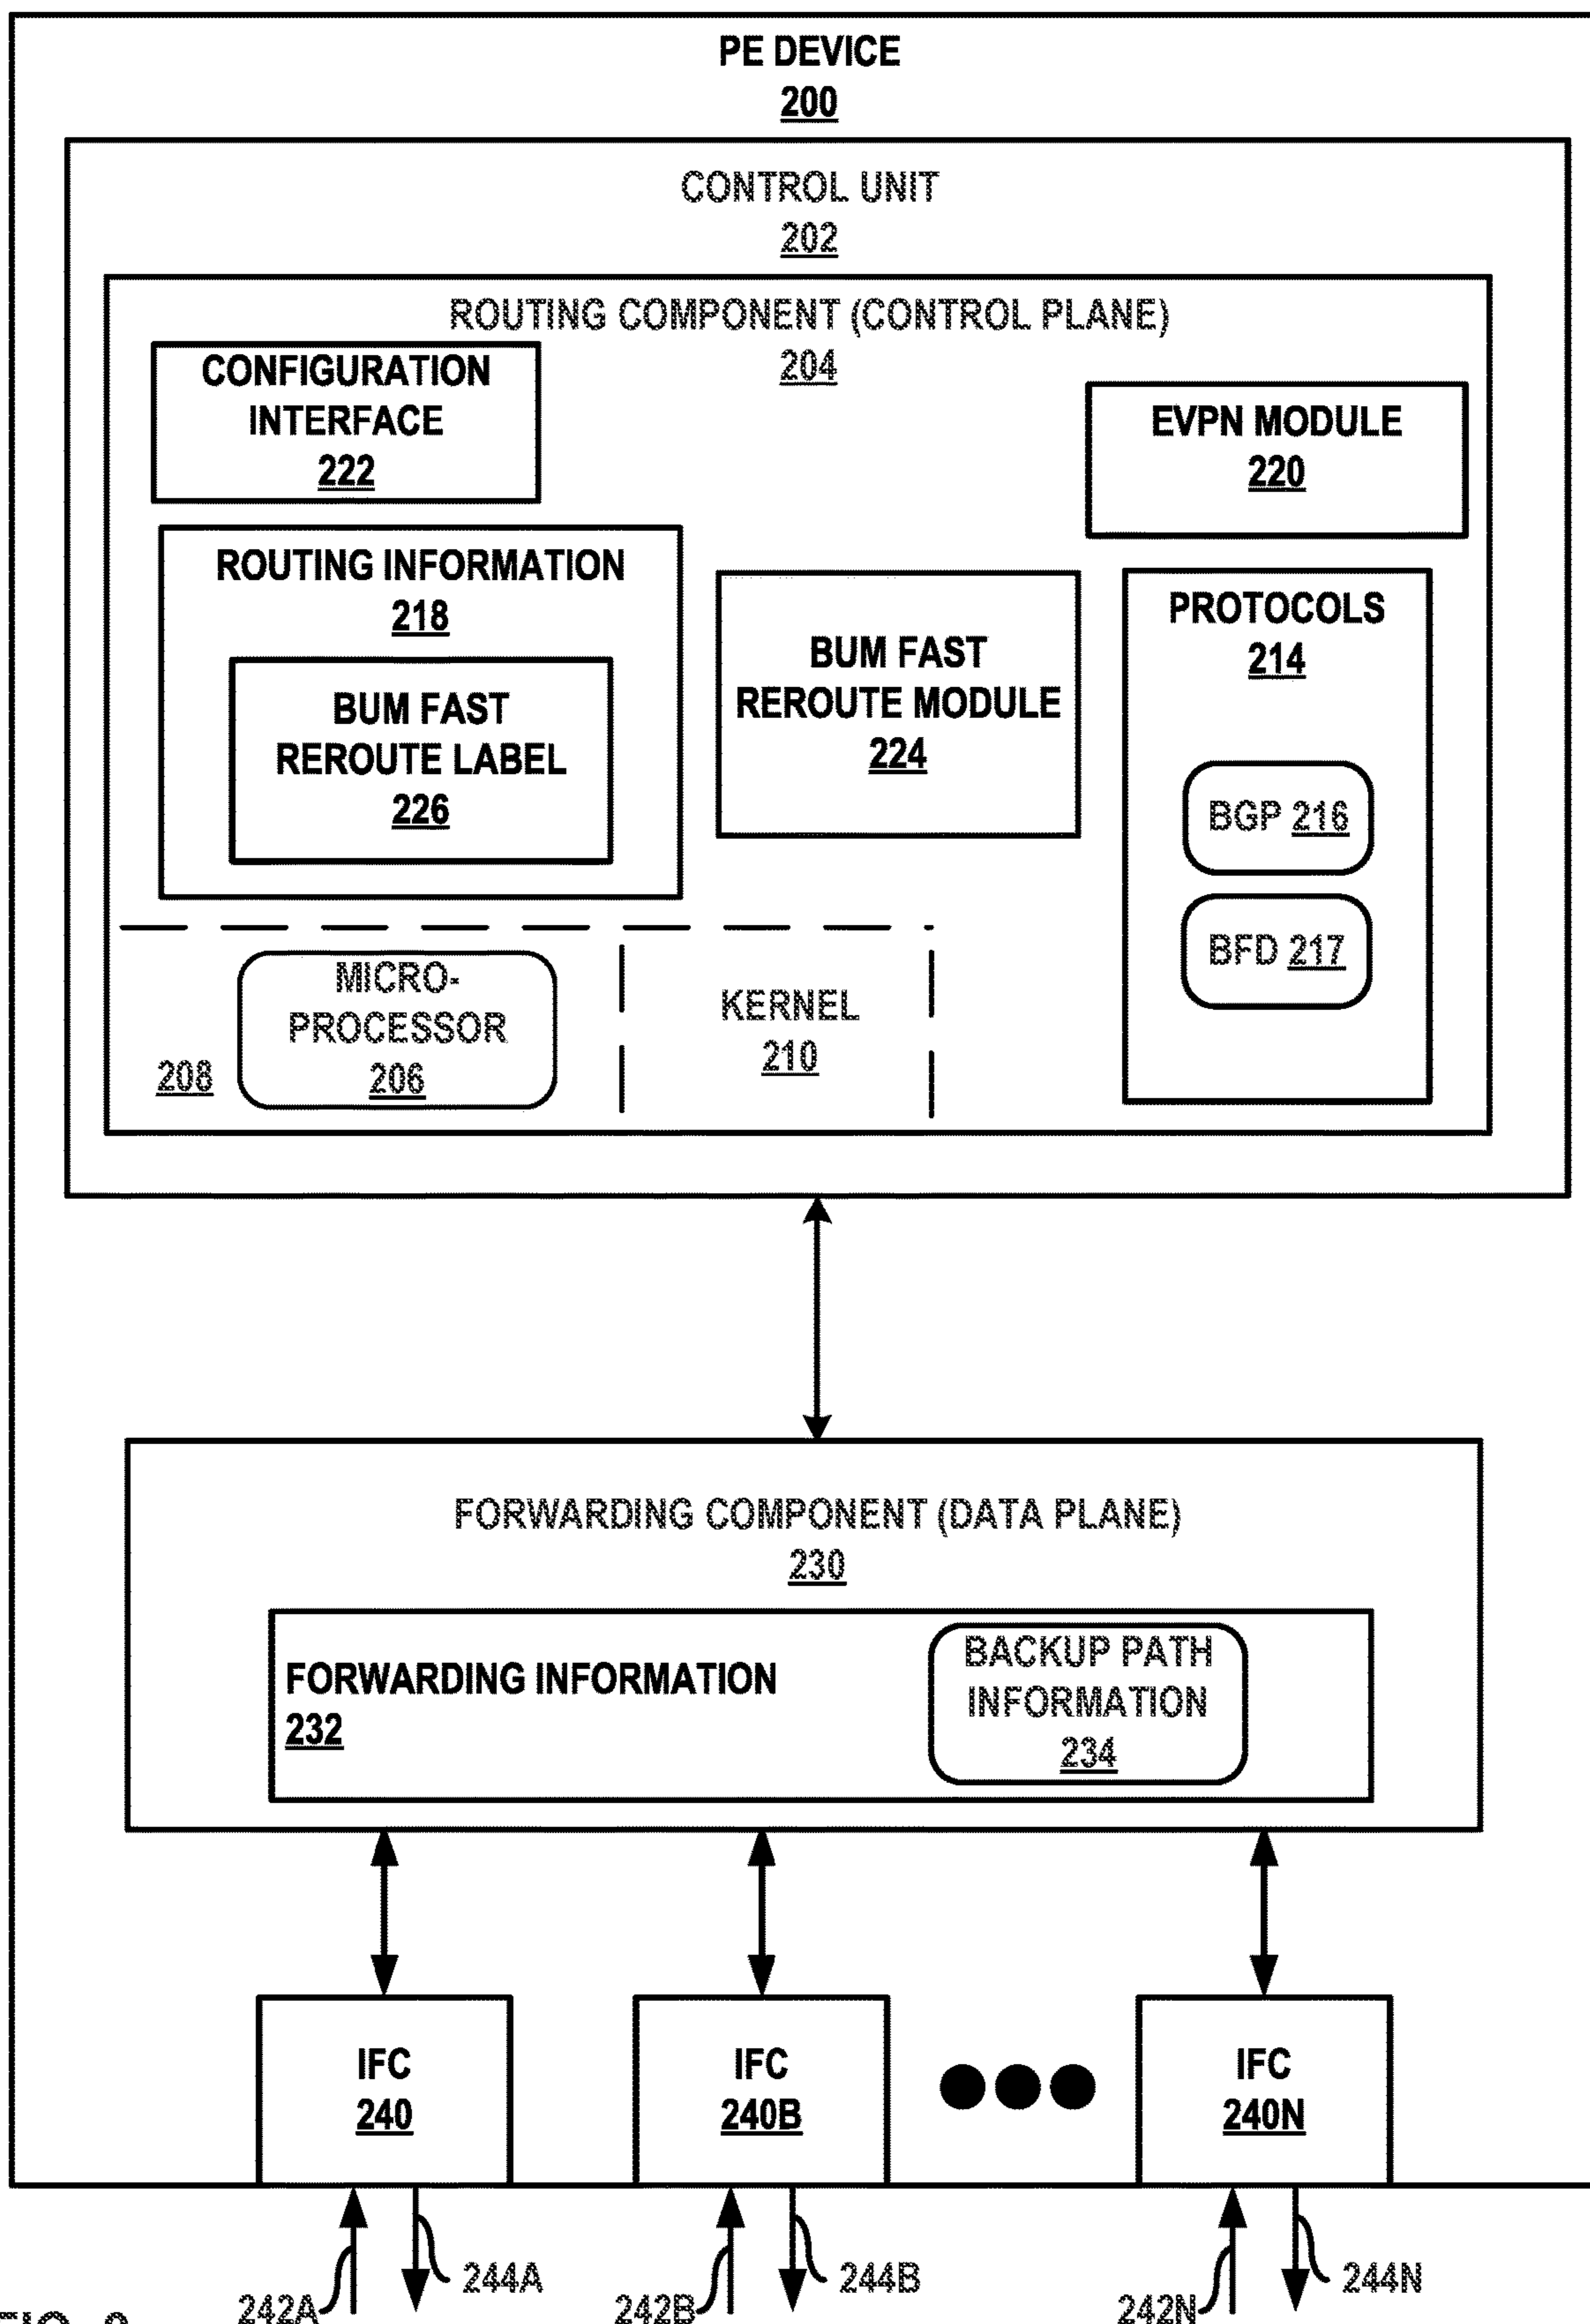 PE DEVICE
200
CONTROL UNIT
202
ROUTING COMPONENT (CONTROL PLANE)
204
CONFIGURATION
INTERFACE
222
EVPN MODULE
220
ROUTING INFORMATION
218
BUM FAST
REROUTE LABEL
226
BUM FAST
REROUTE MODULE
224
PROTOCOLS
214
BGP 216
BFD 217
MICRO-
PROCESSOR
206
208
KERNEL
210
FORWARDING COMPONENT (DATA PLANE)
230
FORWARDING INFORMATION
232
BACKUP PATH
INFORMATION
234
IFC
240
IFC
240B
IFC
240N
242A
244A
242B
244B
242N
244N